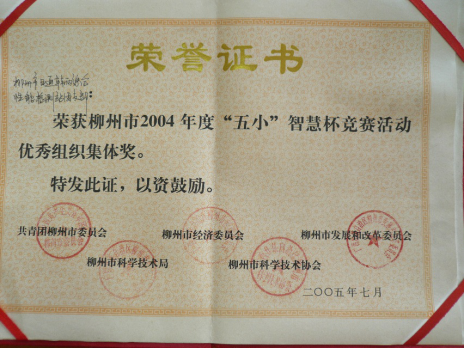 荣誉证书
荣获柳州市2004年度“五小”智慧杯竞赛活动
优秀组织集体奖。
特发此证，以资鼓励。
共青团柳州市委员会 柳州市经济委员会 柳州市发展和改革委员会
柳州市科学技术局 柳州市科学技术协会
二〇〇五年七月